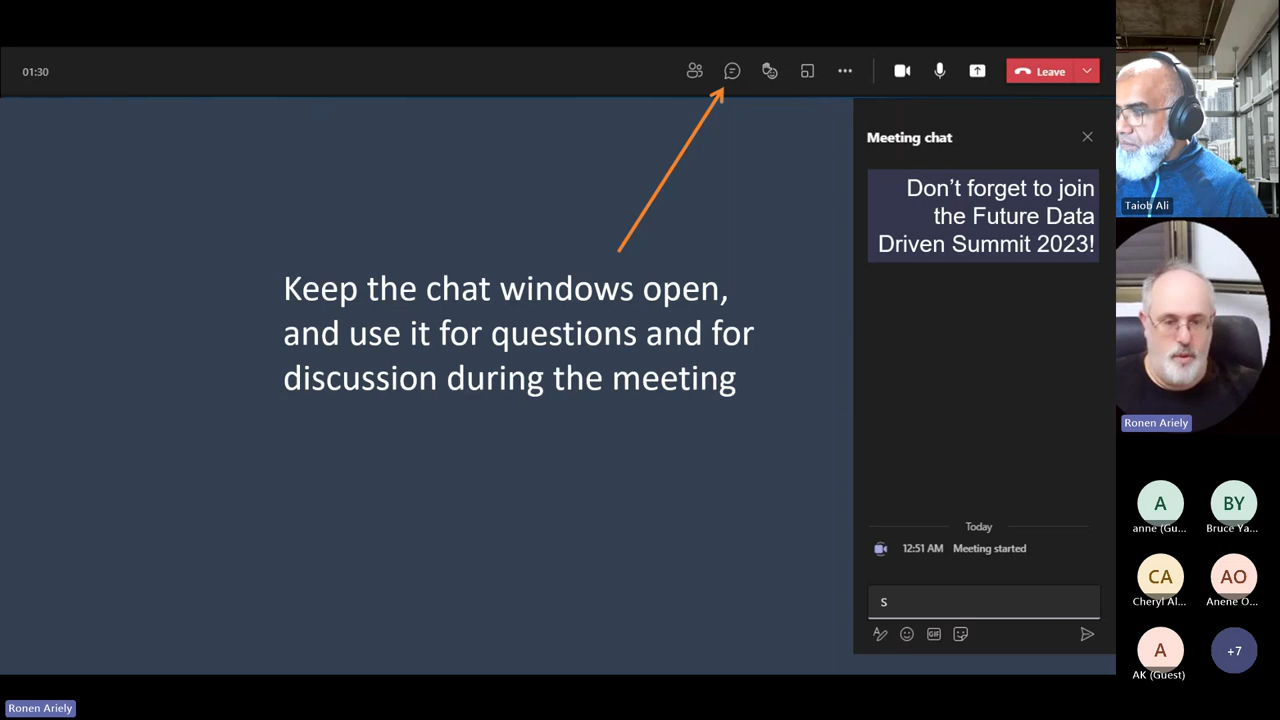 01:30
Leave
Meeting chat
Don't forget to join
the Future Data
Driven Summit 2023!
Keep the chat windows open,
and use it for questions and for
discussion during the meeting
Today
12:51 AM Meeting started
s
GIF
Taiob Ali
Ronen Ariely
A
anne (Gu...
BY
Bruce Ya...
CA
Cheryl Al...
AO
Anene O...
A
AK (Guest)
+7
Ronen Ariely